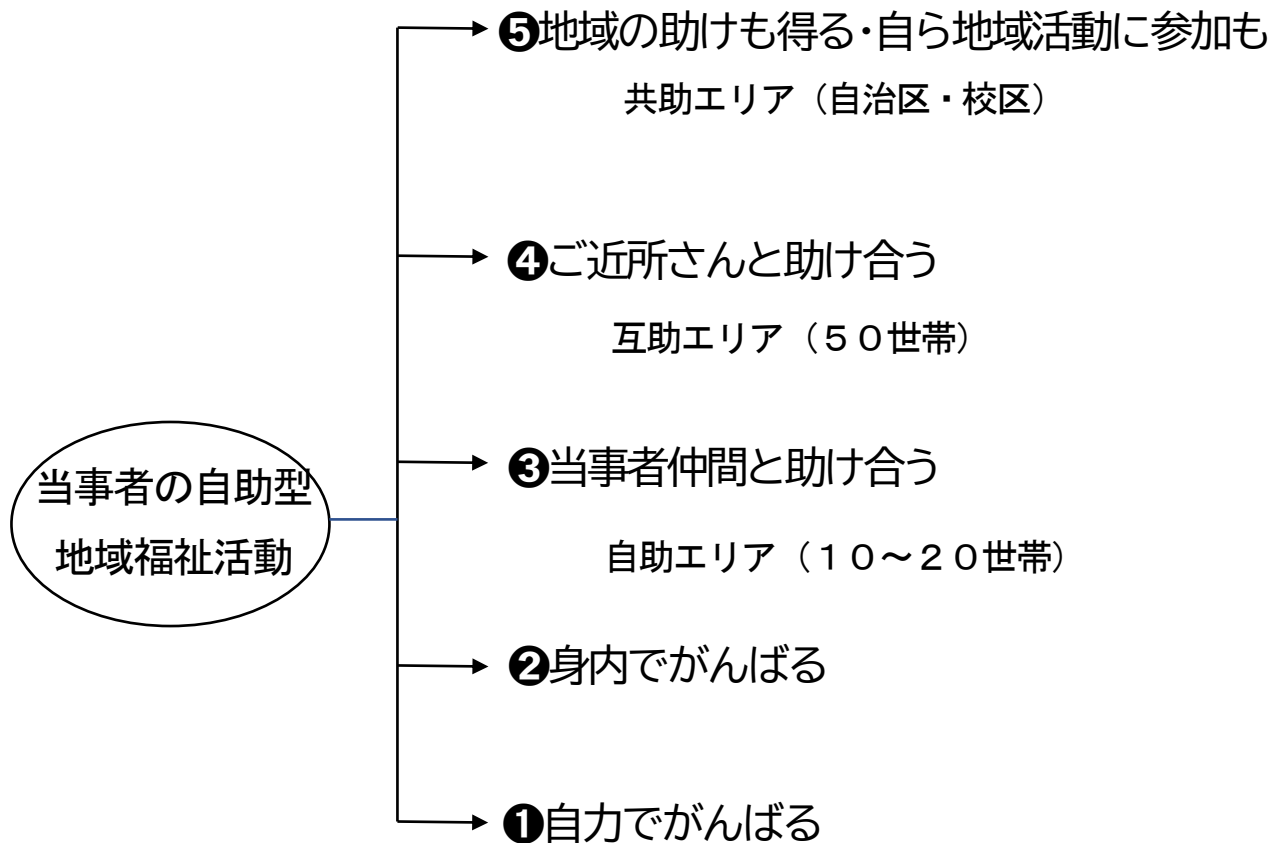 ❺地域の助けも得る・自ら地域活動に参加も
共助エリア（自治区・校区）
❹ご近所さんと助け合う
互助エリア（５０世帯）
当事者の自助型
地域福祉活動
❸当事者仲間と助け合う
自助エリア（１０～２０世帯）
❷身内でがんばる
❶自力でがんばる